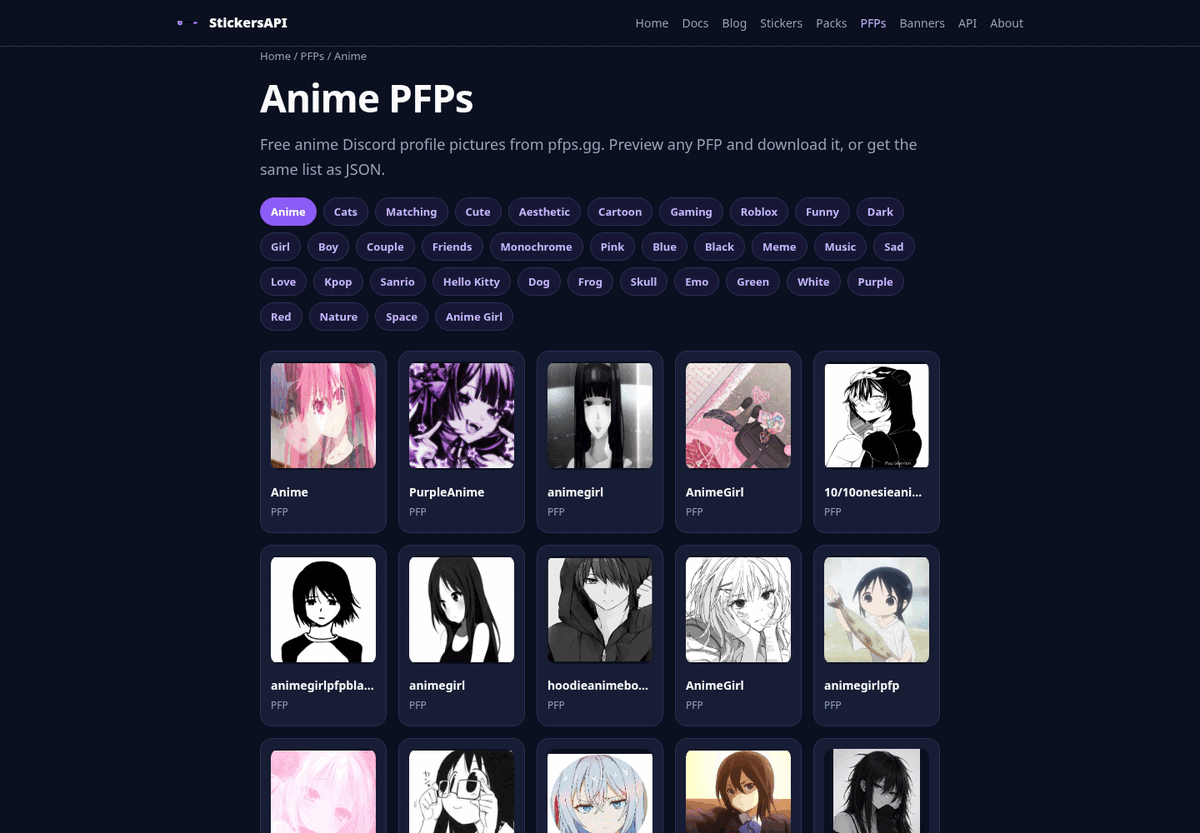 StickersAPI
Home Docs Blog Stickers Packs PFPs Banners API About
Home / PFPs / Anime
Anime PFPs
Free anime Discord profile pictures from pfps.gg. Preview any PFP and download it, or get the
same list as JSON.
Anime Cats Matching Cute Aesthetic Cartoon Gaming Roblox Funny Dark
Girl Boy Couple Friends Monochrome Pink Blue Black Meme Music Sad
Love Kpop Sanrio Hello Kitty Dog Frog Skull Emo Green White Purple
Red Nature Space Anime Girl
Anime PurpleAnime animegirl AnimeGirl 10/10onesieani...
PFP PFP PFP PFP PFP
animegirlpfpbla... animegirl hoodieanimebo... AnimeGirl animegirlpfp
PFP PFP PFP PFP PFP